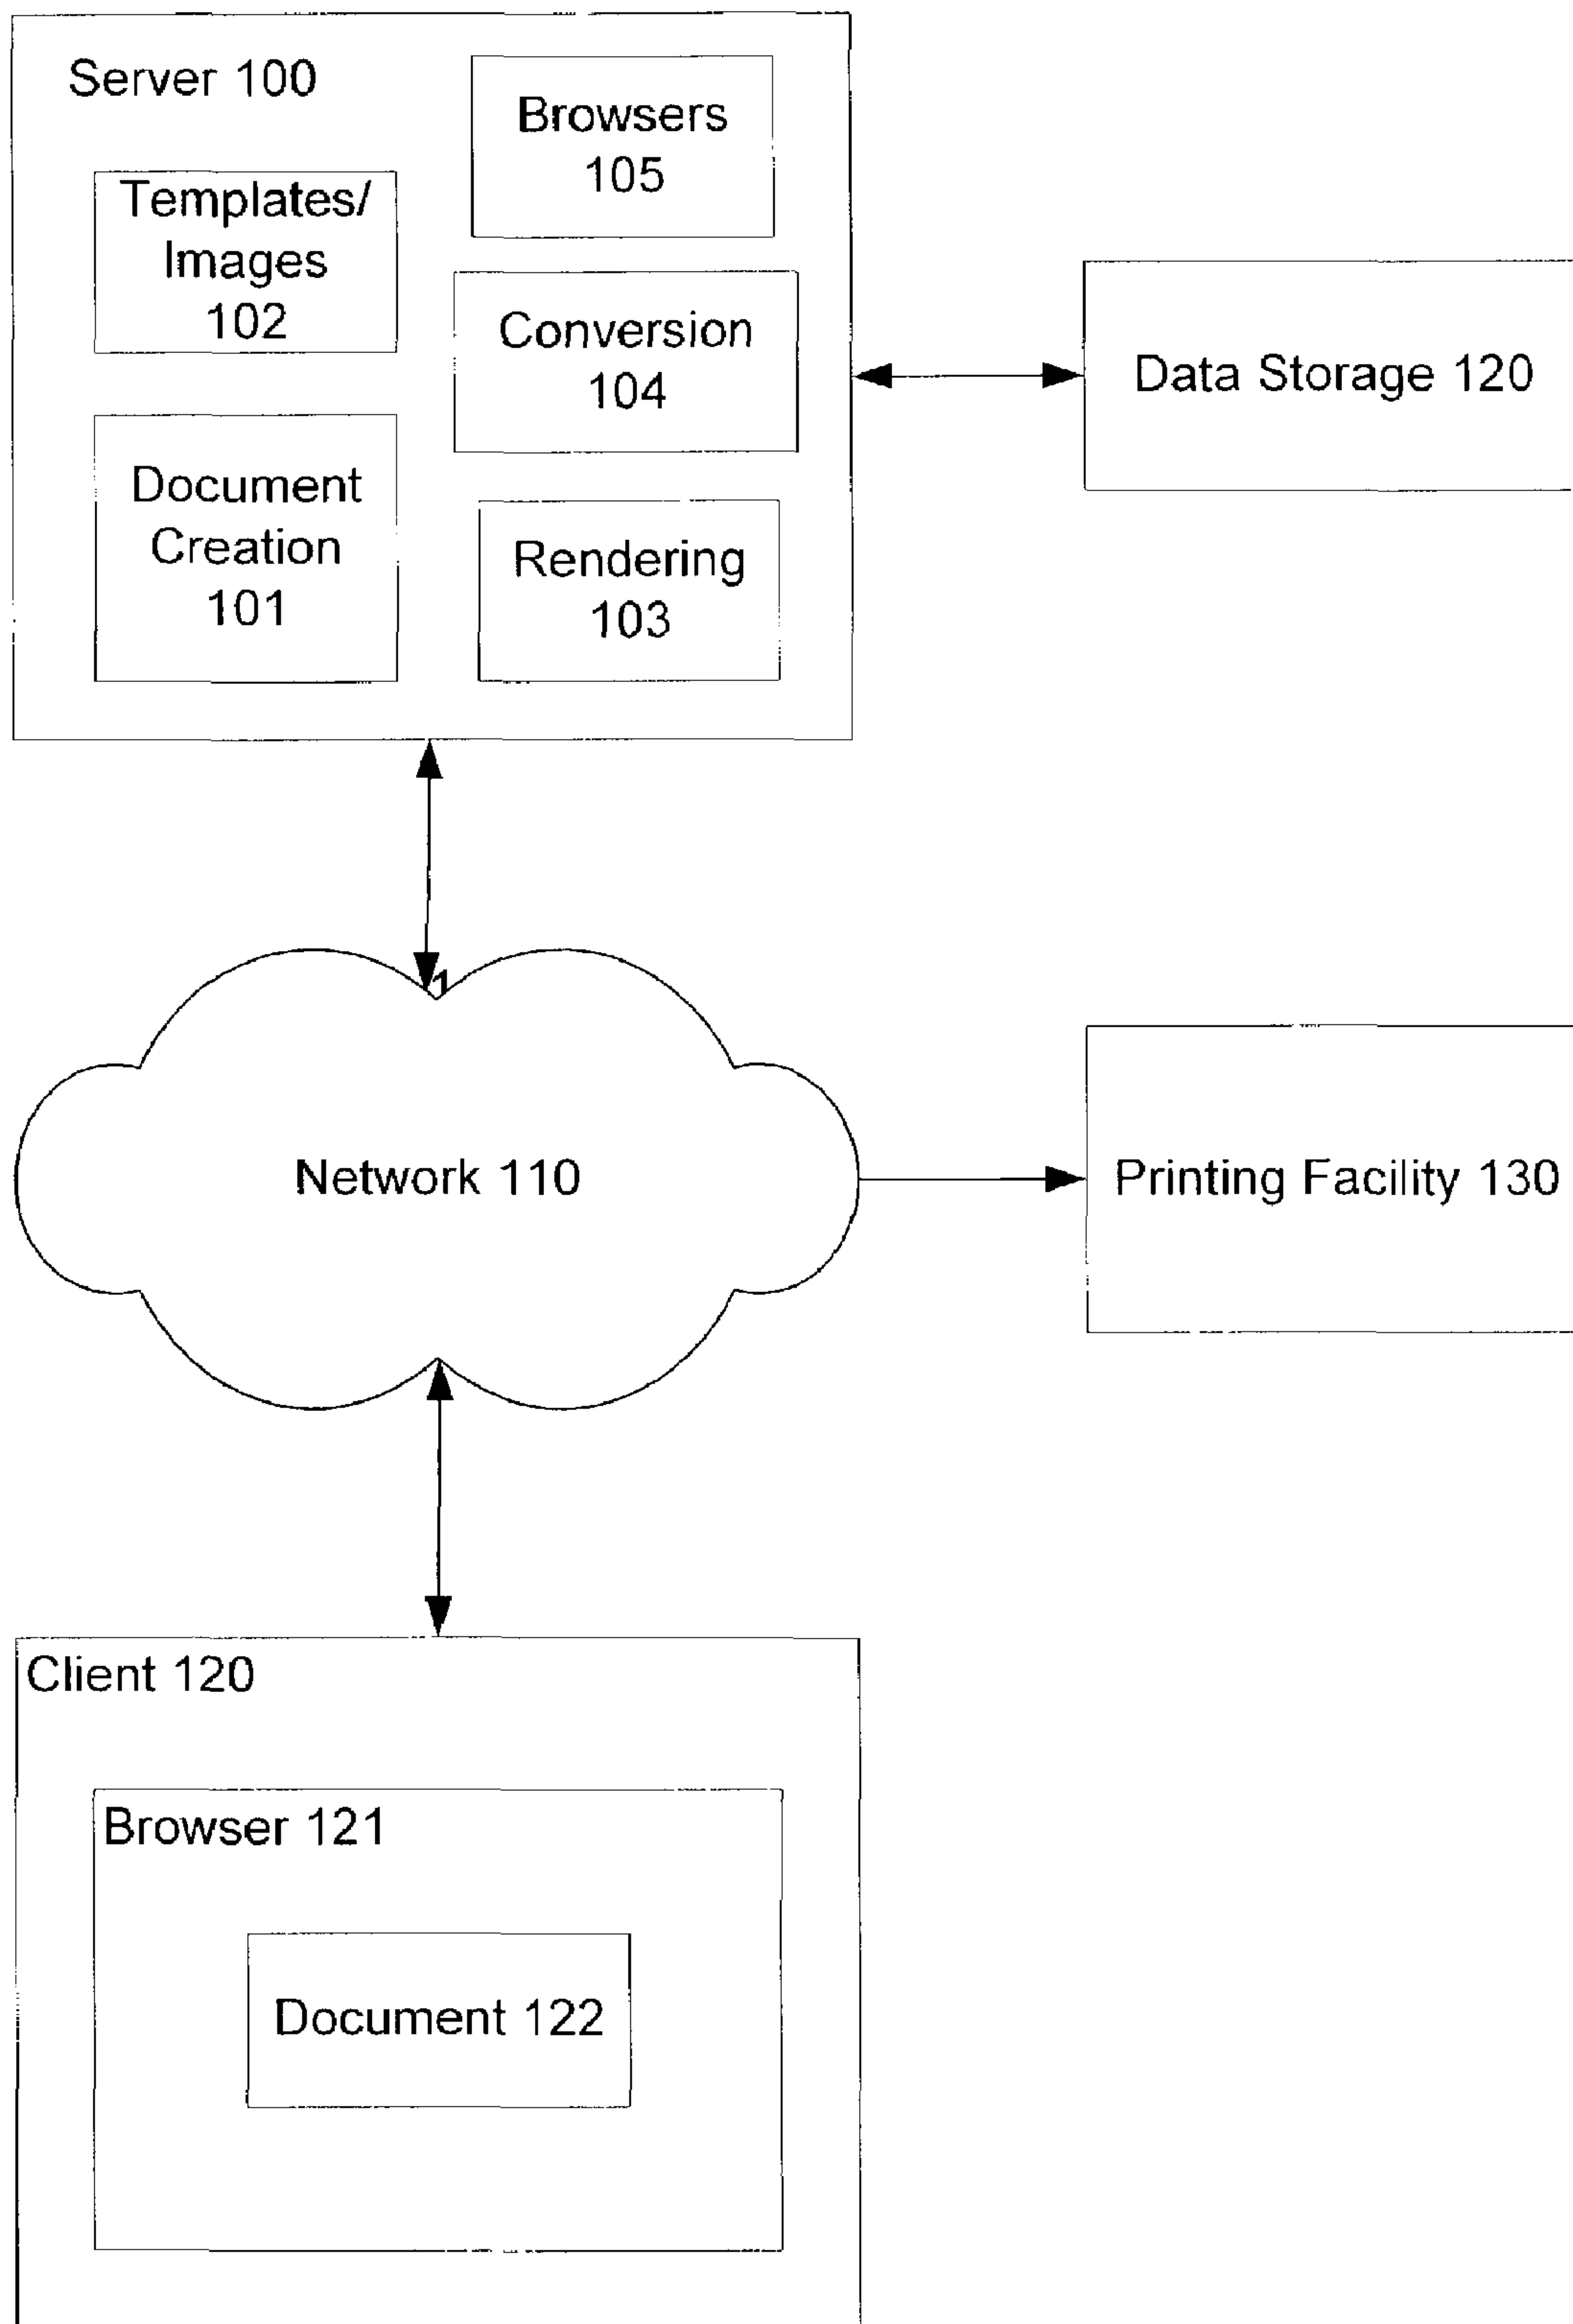 Server 100
Browsers
105
Templates/
Images
102
Conversion
104
Data Storage 120
Document
Creation
101
Rendering
103
1
Network 110
Printing Facility 130
Client 120
Browser 121
Document 122